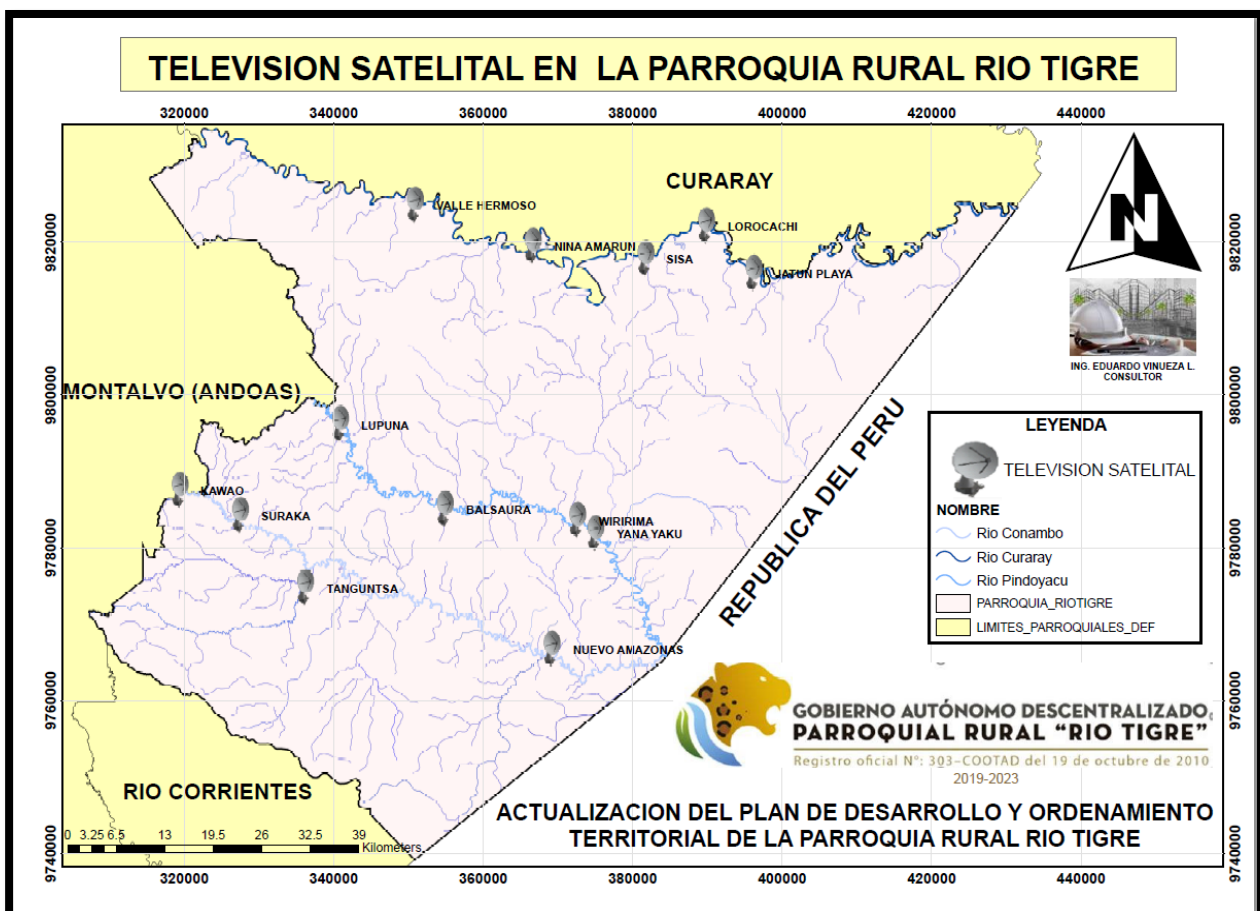 TELEVISION SATELITAL EN LA PARROQUIA RURAL RIO TIGRE
320000 340000 360000 380000 400000 420000 440000
CURARAY
VALLE HERMOSO
LOROCACHI
NINA AMARUN
SISA
JATUN PLAYA
9820000 9820000
N
ING. EDUARDO VINUEZA L.
CONSULTOR
MONTALVO (ANDOAS)
9800000 9800000
LUPUNA
KAWAO
SURAKA
BALSAURA
WIRIRIMA
YANA YAKU
TANGUNTSA
NUEVO AMAZONAS
REPUBLICA DEL PERU
9780000 9780000
LEYENDA
TELEVISION SATELITAL
NOMBRE
Rio Conambo
Rio Curaray
Rio Pindoyacu
PARROQUIA_RIOTIGRE
LIMITES_PARROQUIALES_DEF
9760000 9760000
GOBIERNO AUTÓNOMO DESCENTRALIZADO
PARROQUIAL RURAL “RIO TIGRE”
Registro oficial N°: 303-COOTAD del 19 de octubre de 2010
2019-2023
RIO CORRIENTES
ACTUALIZACION DEL PLAN DE DESARROLLO Y ORDENAMIENTO
TERRITORIAL DE LA PARROQUIA RURAL RIO TIGRE
0 3.25 6.5 13 19.5 26 32.5 39
Kilometers
9740000 9740000
320000 340000 360000 380000 400000 420000 440000